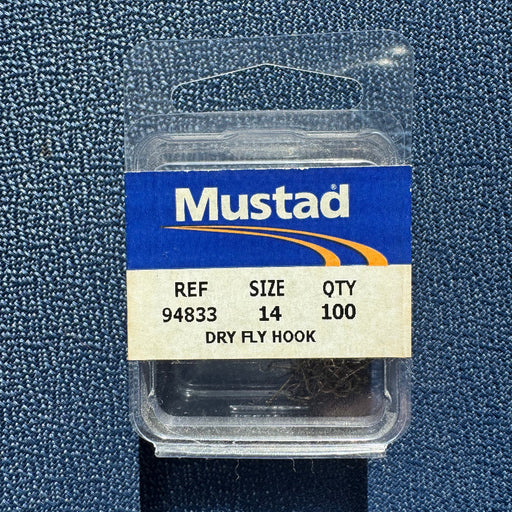 Mustad®
REF SIZE QTY
94833 14 100
DRY FLY HOOK